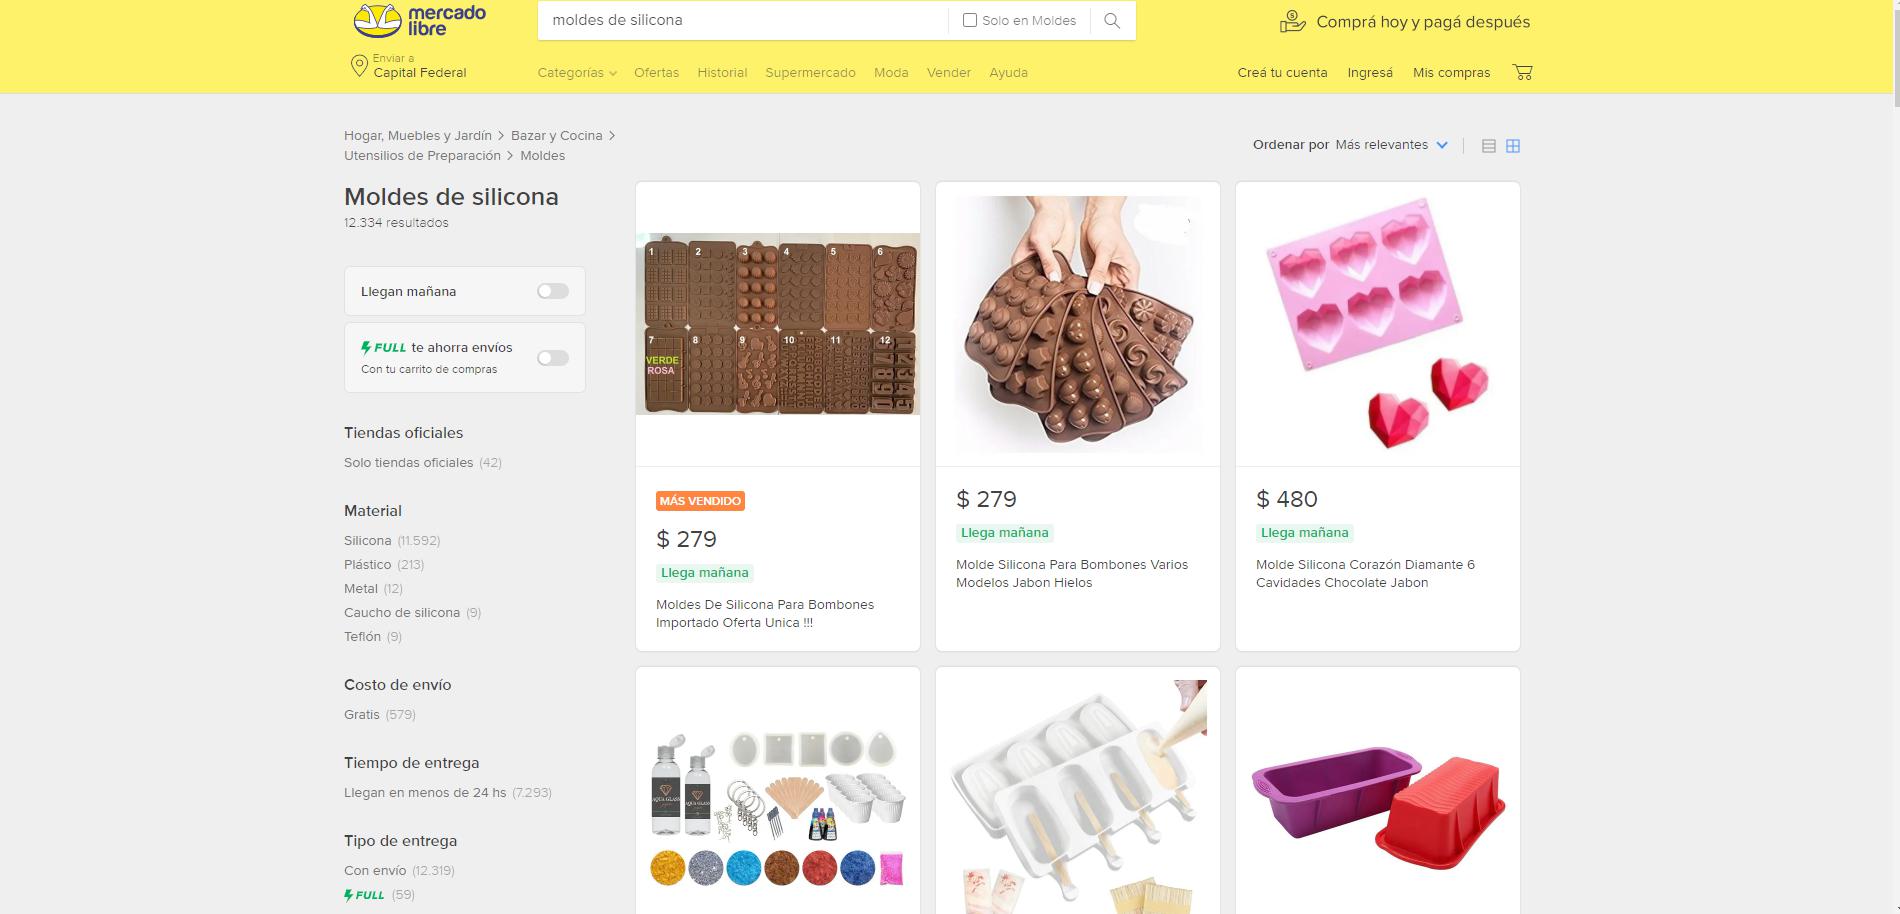 mercado
libre
moldes de silicona
Solo en Moldes
Comprá hoy y pagá después
Enviar a
Capital Federal
Categorías
Ofertas
Historial
Supermercado
Moda
Vender
Ayuda
Creá tu cuenta
Ingresá
Mis compras
Hogar, Muebles y Jardín > Bazar y Cocina >
Utensilios de Preparación > Moldes
Ordenar por Más relevantes
Moldes de silicona
12.334 resultados
Llegan mañana
FULL te ahorra envíos
Con tu carrito de compras
Tiendas oficiales
Solo tiendas oficiales (42)
Material
Silicona (11.592)
Plástico (213)
Metal (12)
Caucho de silicona (9)
Teflón (9)
Costo de envío
Gratis (579)
Tiempo de entrega
Llegan en menos de 24 hs (7.293)
Tipo de entrega
Con envío (12.319)
FULL (59)
1 2 3 4 5 6
7 8 9 10 11 12
VERDE
ROSA
MÁS VENDIDO
$ 279
Llega mañana
Moldes De Silicona Para Bombones
Importado Oferta Unica !!!
$ 279
Llega mañana
Molde Silicona Para Bombones Varios
Modelos Jabon Hielos
$ 480
Llega mañana
Molde Silicona Corazón Diamante 6
Cavidades Chocolate Jabon